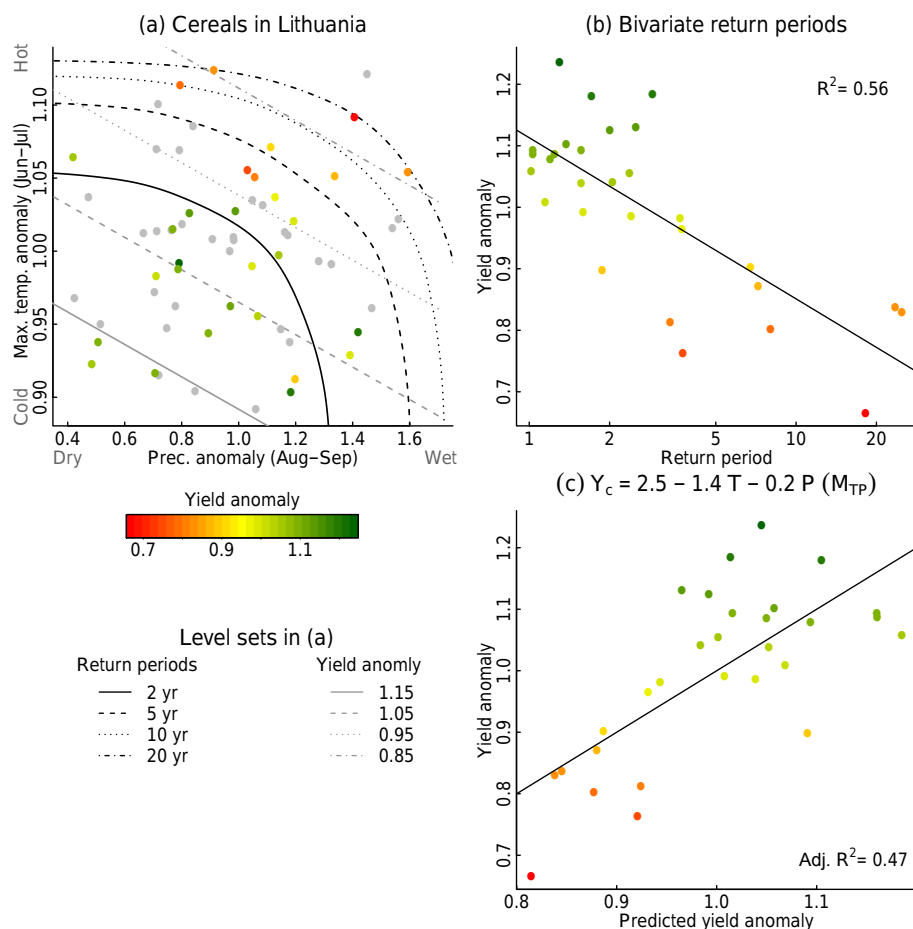 (a) Cereals in Lithuania
Hot
Max. temp. anomaly (Jun−Jul)
Cold
1.10
1.05
1.00
0.95
0.90
0.4 0.6 0.8 1.0 1.2 1.4 1.6
Dry Prec. anomaly (Aug−Sep) Wet
(b) Bivariate return periods
R²= 0.56
Yield anomaly
1.2
1.1
1.0
0.9
0.8
0.7
1 2 5 10 20
Return period
Yield anomaly
0.7 0.9 1.1
Level sets in (a)
Return periods Yield anomly
2 yr 1.15
5 yr 1.05
10 yr 0.95
20 yr 0.85
(c) Y_c = 2.5 − 1.4 T − 0.2 P (M_TP)
Yield anomaly
1.2
1.1
1.0
0.9
0.8
0.7
Adj. R²= 0.47
0.8 0.9 1.0 1.1
Predicted yield anomaly